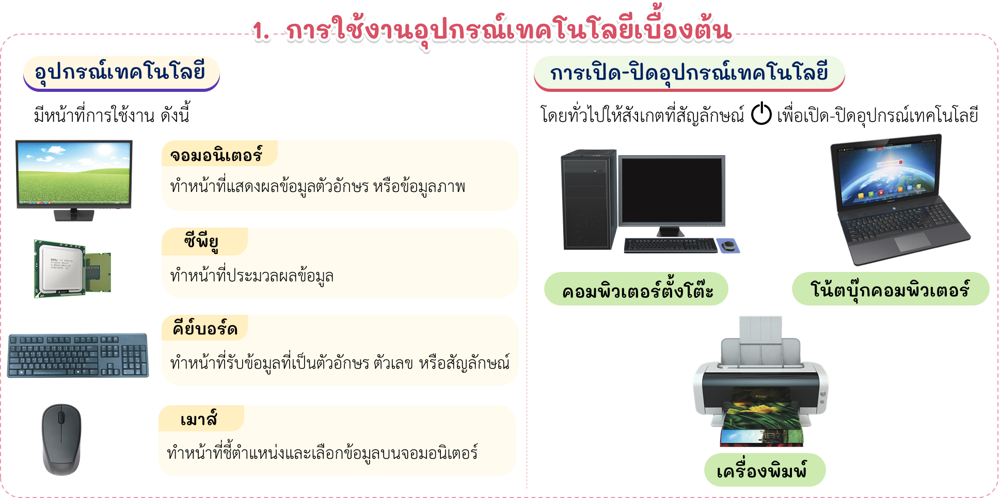 1. การใช้งานอุปกรณ์เทคโนโลยีเบื้องต้น
อุปกรณ์เทคโนโลยี
มีหน้าที่การใช้งาน ดังนี้
จอมอนิเตอร์
ทำหน้าที่แสดงผลข้อมูลตัวอักษร หรือข้อมูลภาพ
ซีพียู
ทำหน้าที่ประมวลผลข้อมูล
คีย์บอร์ด
ทำหน้าที่รับข้อมูลที่เป็นตัวอักษร ตัวเลข หรือสัญลักษณ์
เมาส์
ทำหน้าที่ชี้ตำแหน่งและเลือกข้อมูลบนจอมอนิเตอร์
การเปิด-ปิดอุปกรณ์เทคโนโลยี
โดยทั่วไปให้สังเกตที่สัญลักษณ์ เพื่อเปิด-ปิดอุปกรณ์เทคโนโลยี
คอมพิวเตอร์ตั้งโต๊ะ
โน้ตบุ๊กคอมพิวเตอร์
Printer
เครื่องพิมพ์
CPU